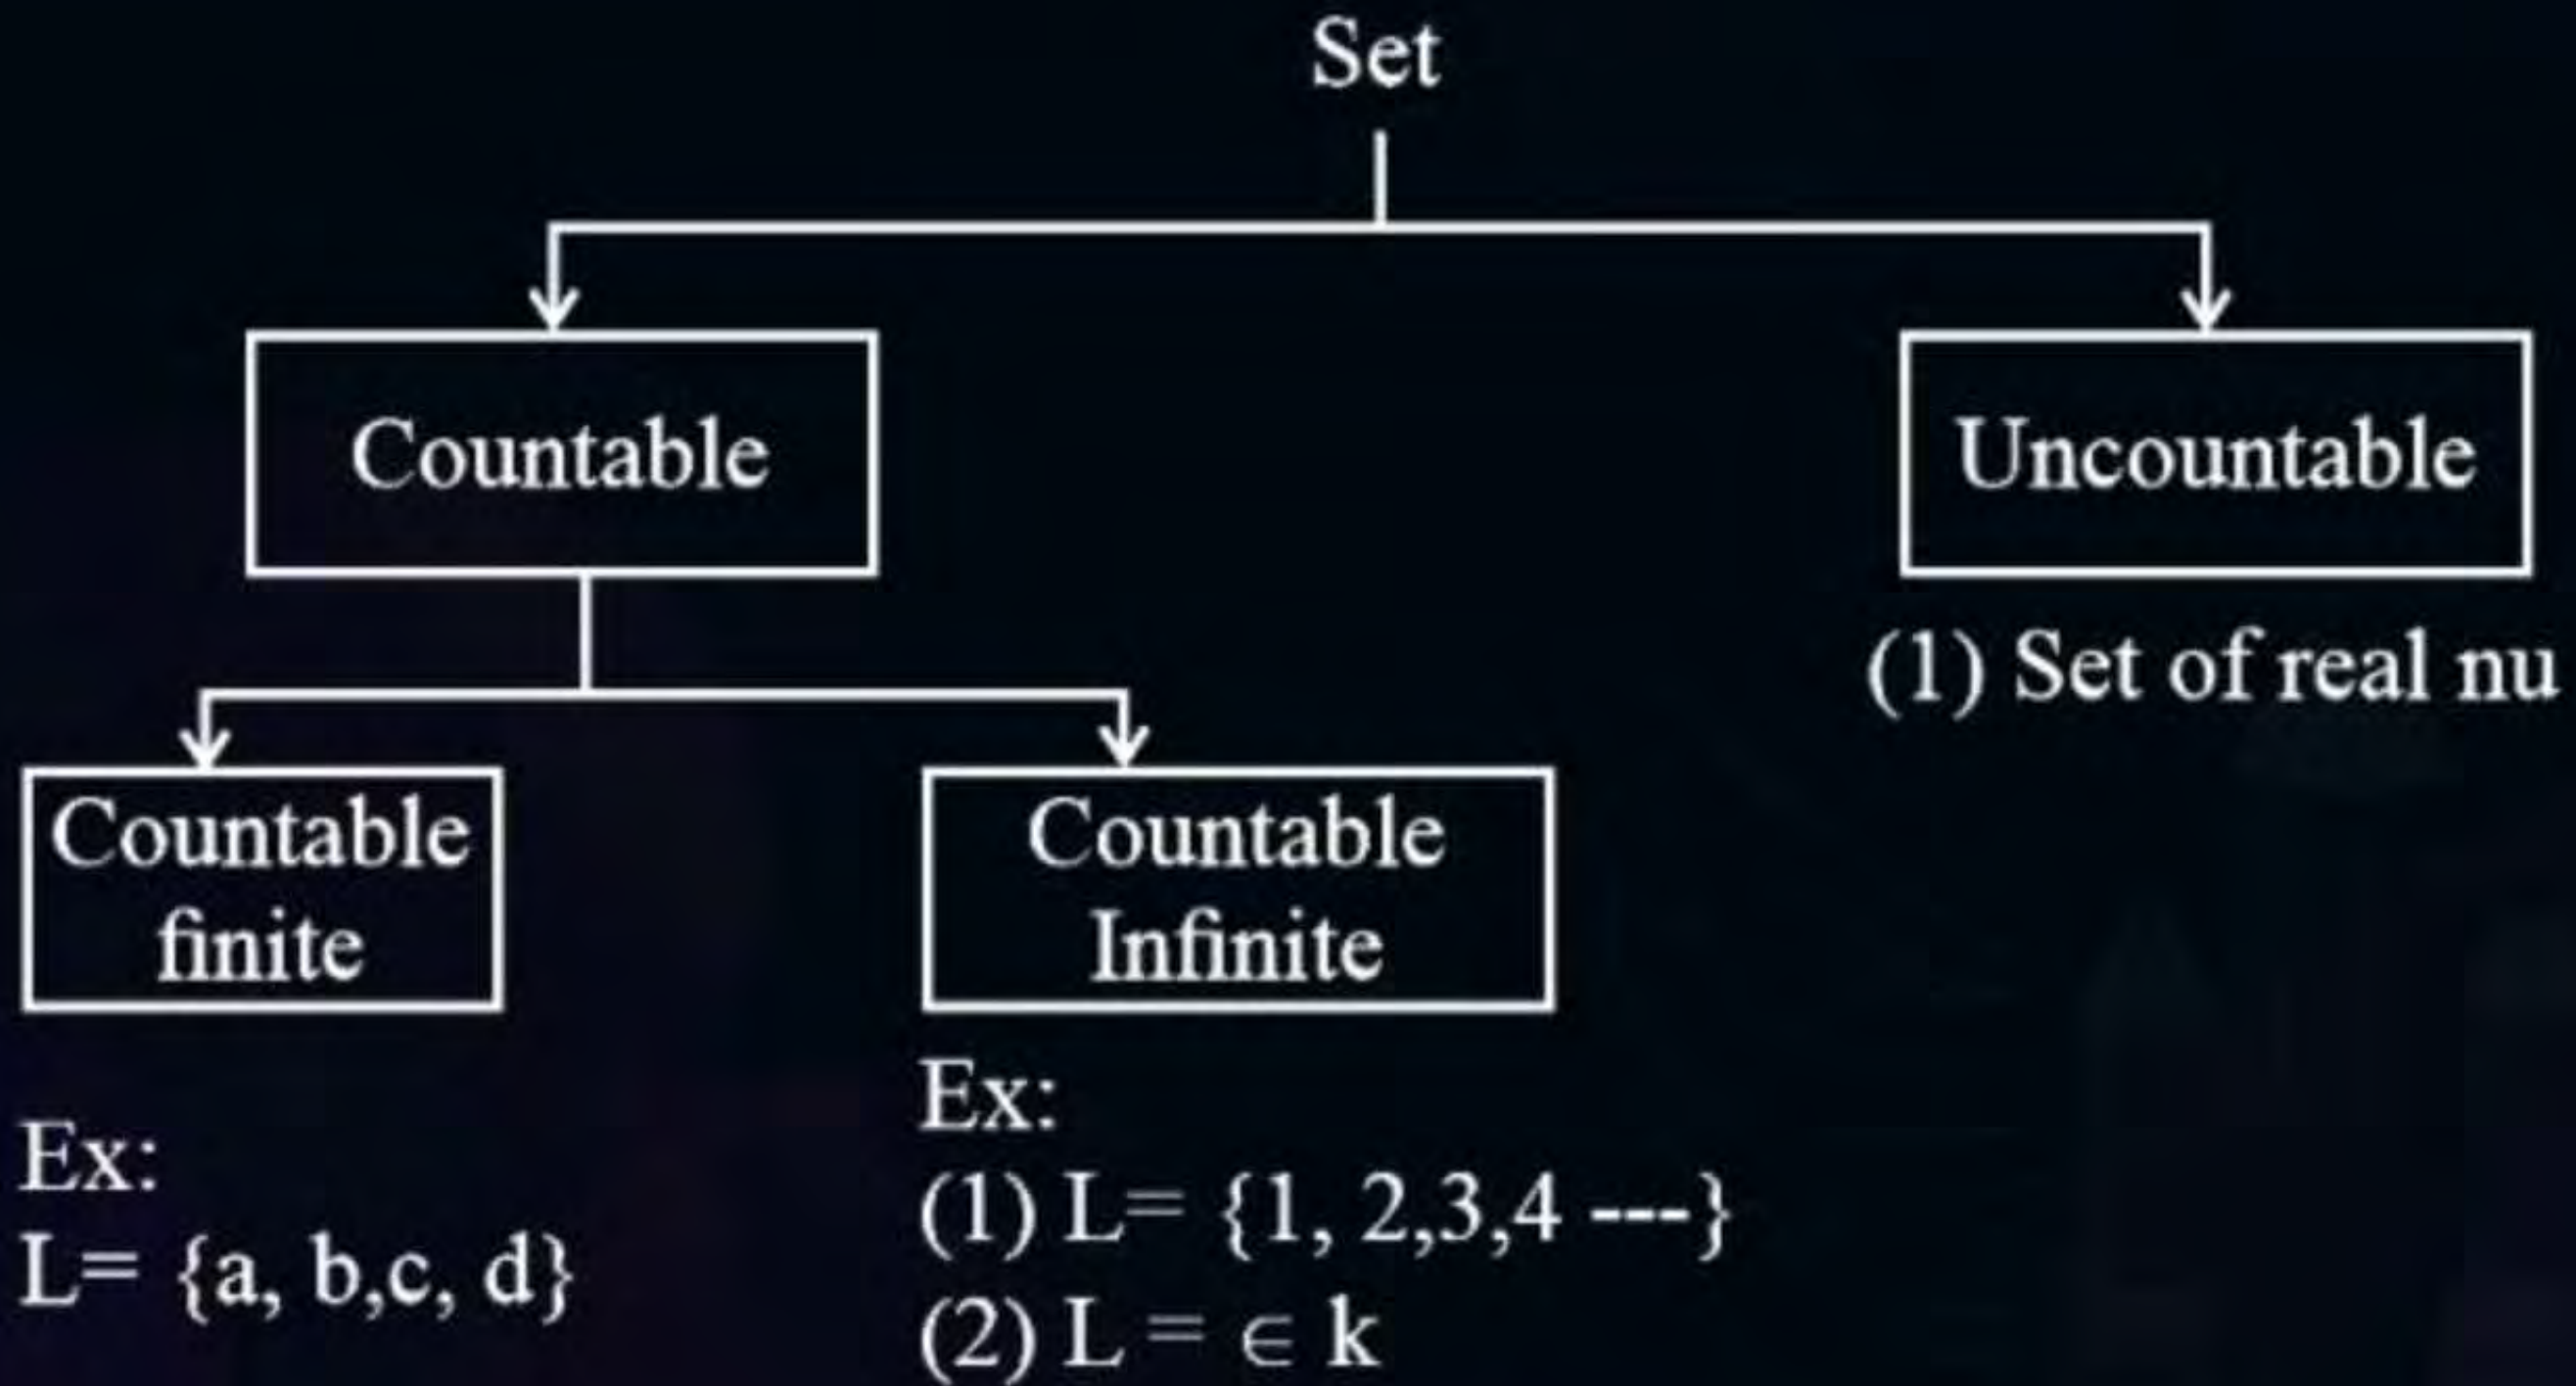 Set
Countable
Uncountable
(1) Set of real nu
Countable
finite
Countable
Infinite
Ex:
L= {a, b,c, d}
Ex:
(1) L= {1, 2,3,4 ---}
(2) L = ∈ k